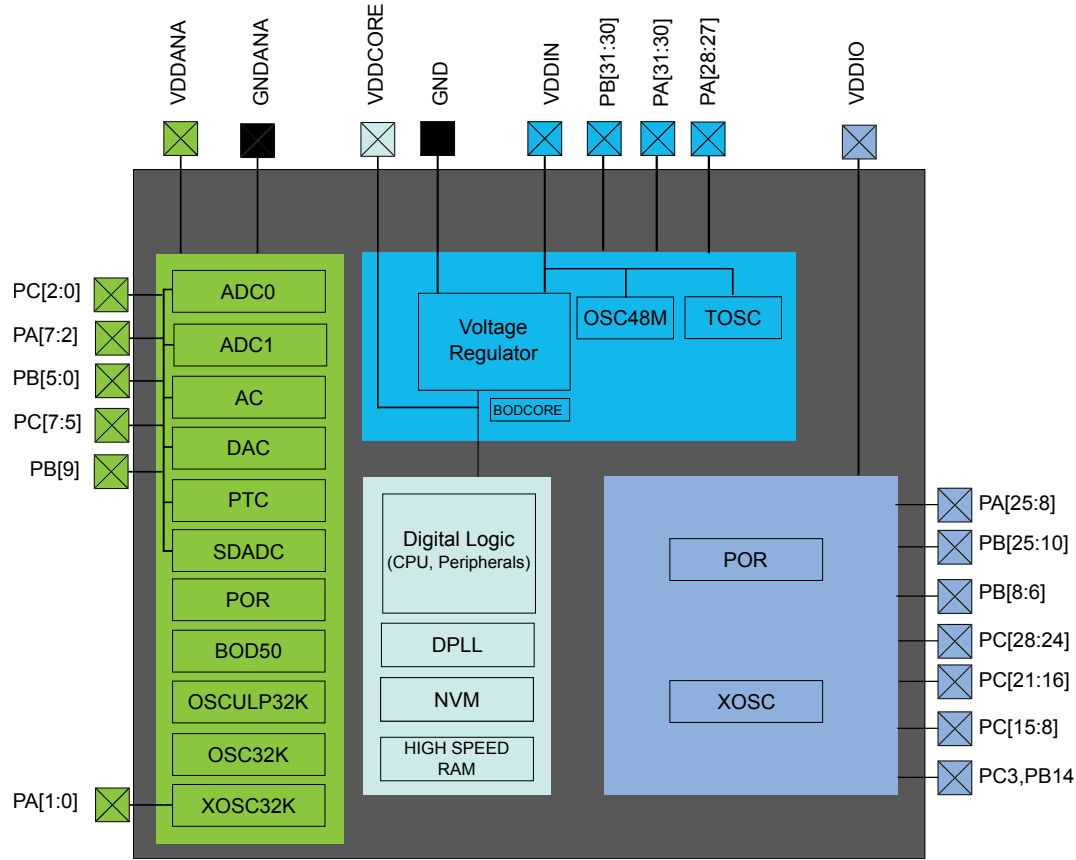 VDDANA
GNDANA
VDDCORE
GND
VDDIN
PB[31:30]
PA[31:30]
PA[28:27]
VDDIO
PC[2:0]
PA[7:2]
PB[5:0]
PC[7:5]
PB[9]
PA[1:0]
ADC0
ADC1
AC
DAC
PTC
SDADC
POR
BOD50
OSCULP32K
OSC32K
XOSC32K
Voltage
Regulator
OSC48M
TOSC
BODCORE
Digital Logic
(CPU, Peripherals)
DPLL
NVM
HIGH SPEED
RAM
POR
XOSC
PA[25:8]
PB[25:10]
PB[8:6]
PC[28:24]
PC[21:16]
PC[15:8]
PC3,PB14